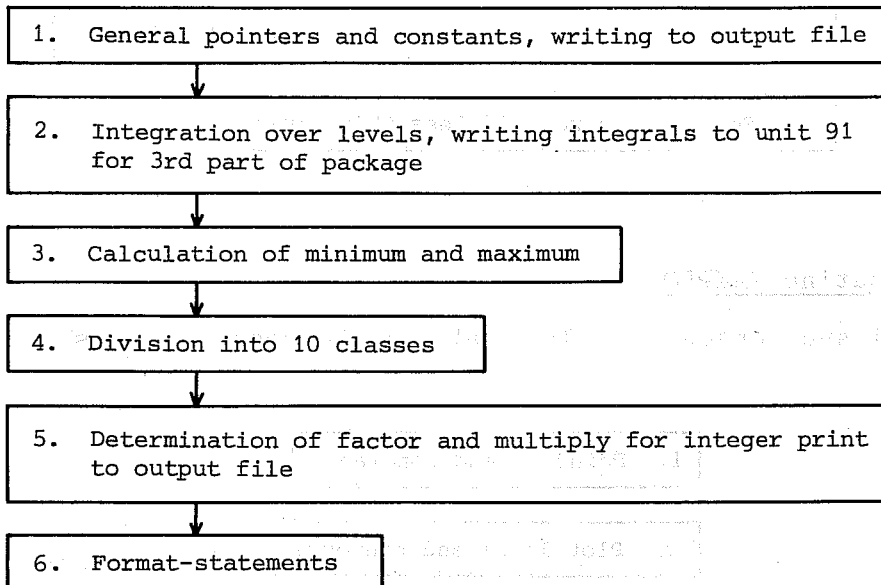 1. General pointers and constants, writing to output file
2. Integration over levels, writing integrals to unit 91
for 3rd part of package
3. Calculation of minimum and maximum
4. Division into 10 classes
5. Determination of factor and multiply for integer print
to output file
6. Format-statements